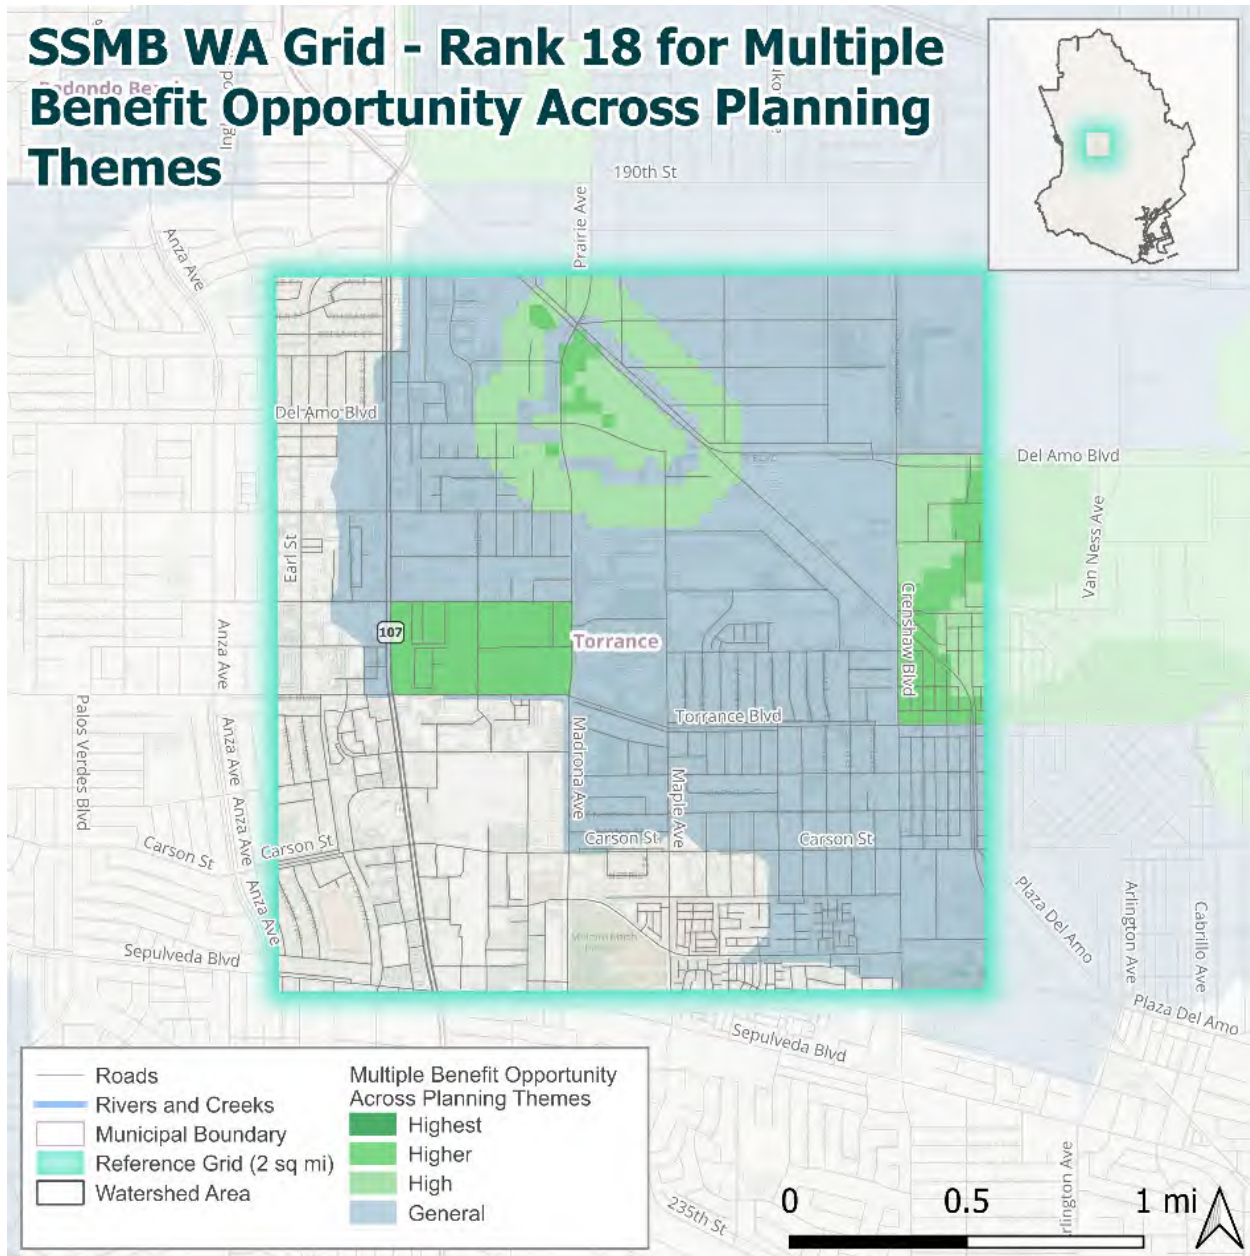 SSMB WA Grid - Rank 18 for Multiple
Benefit Opportunity Across Planning
Themes
190th St
Prairie Ave
Anza Ave
Del Amo Blvd
Del Amo Blvd
Van Ness Ave
Earl St
Crenshaw Blvd
107
Torrance
Anza Ave
Palos Verdes Blvd
Anza Ave
Madrona Ave
Torrance Blvd
Maple Ave
Anza Ave
Carson St
Carson St
Carson St
Carson St
Anza Ave
Plaza Del Amo
Arlington Ave
Cabrillo Ave
Sepulveda Blvd
Plaza Del Amo
Sepulveda Blvd
235th St
Roads
Rivers and Creeks
Municipal Boundary
Reference Grid (2 sq mi)
Watershed Area
Multiple Benefit Opportunity
Across Planning Themes
Highest
Higher
High
General
0 0.5 1 mi